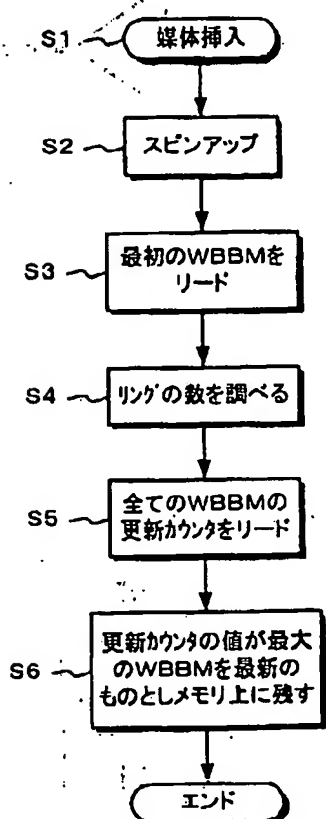 S1 媒体挿入
S2 スピンアップ
S3 最初のWBBMを
リード
S4 リングの数を調べる
S5 全てのWBBMの
更新カウンタをリード
S6 更新カウンタの値が最大
のWBBMを最新の
ものとしメモリ上に残す
エンド